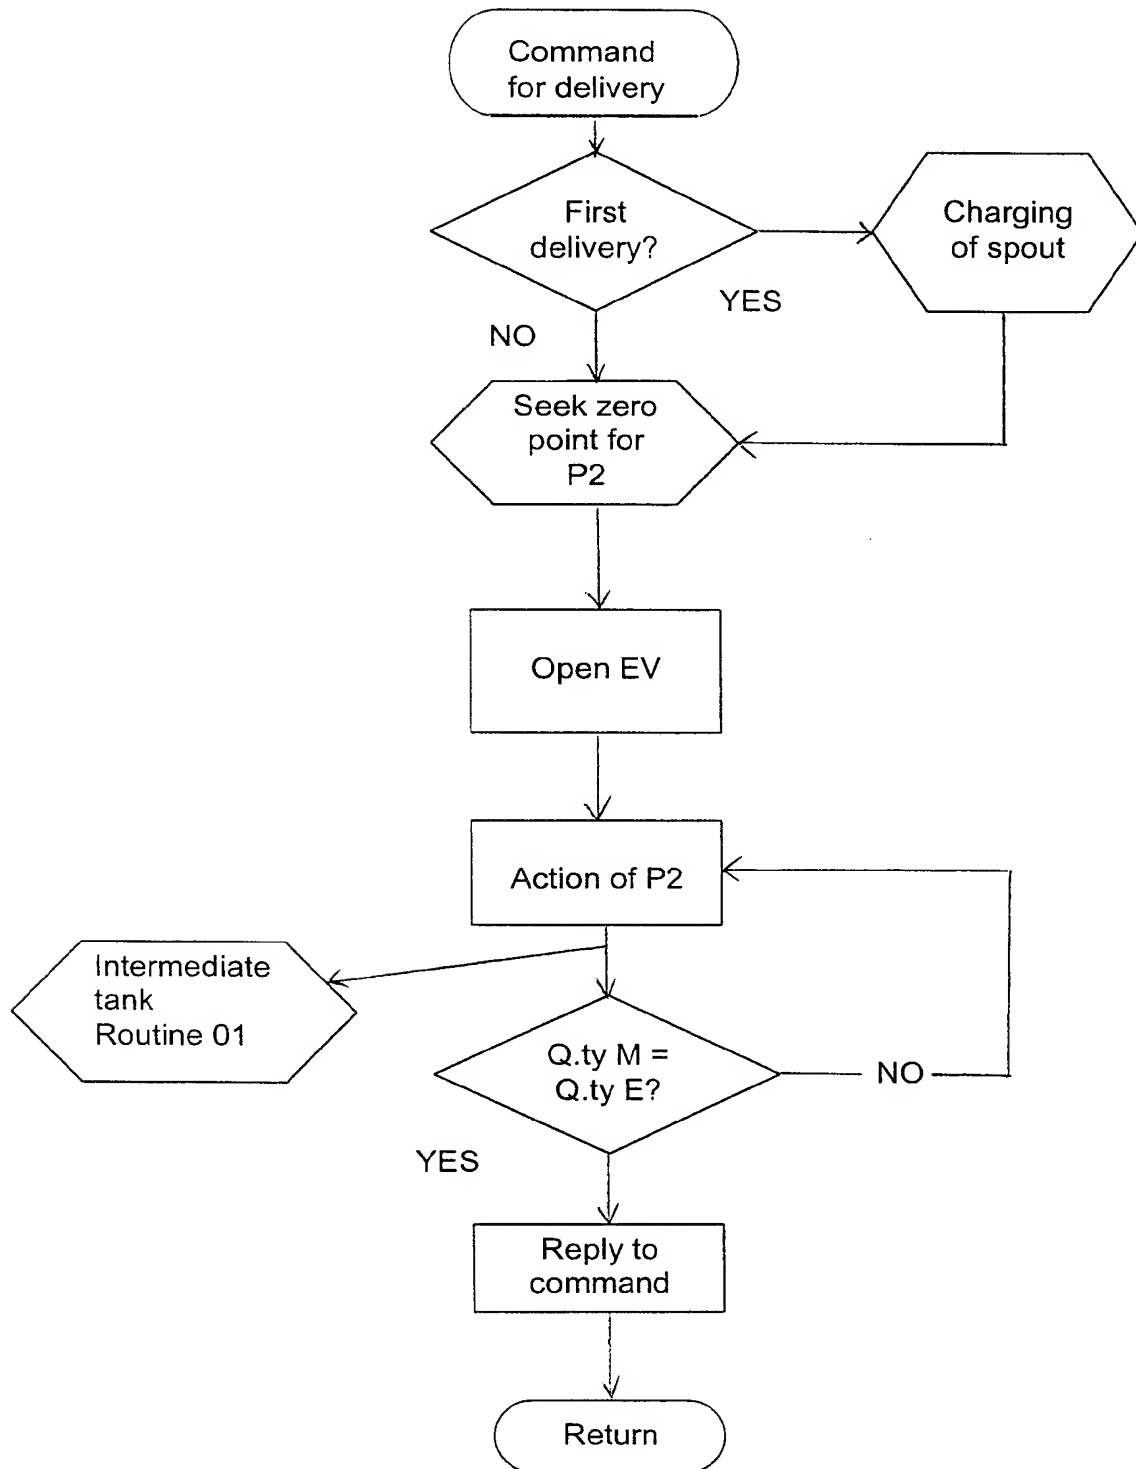 Command
for delivery
First
delivery?
Charging
of spout
YES
NO
Seek zero
point for
P2
Open EV
Action of P2
Intermediate
tank
Routine 01
Q.ty M =
Q.ty E?
NO
YES
Reply to
command
Return